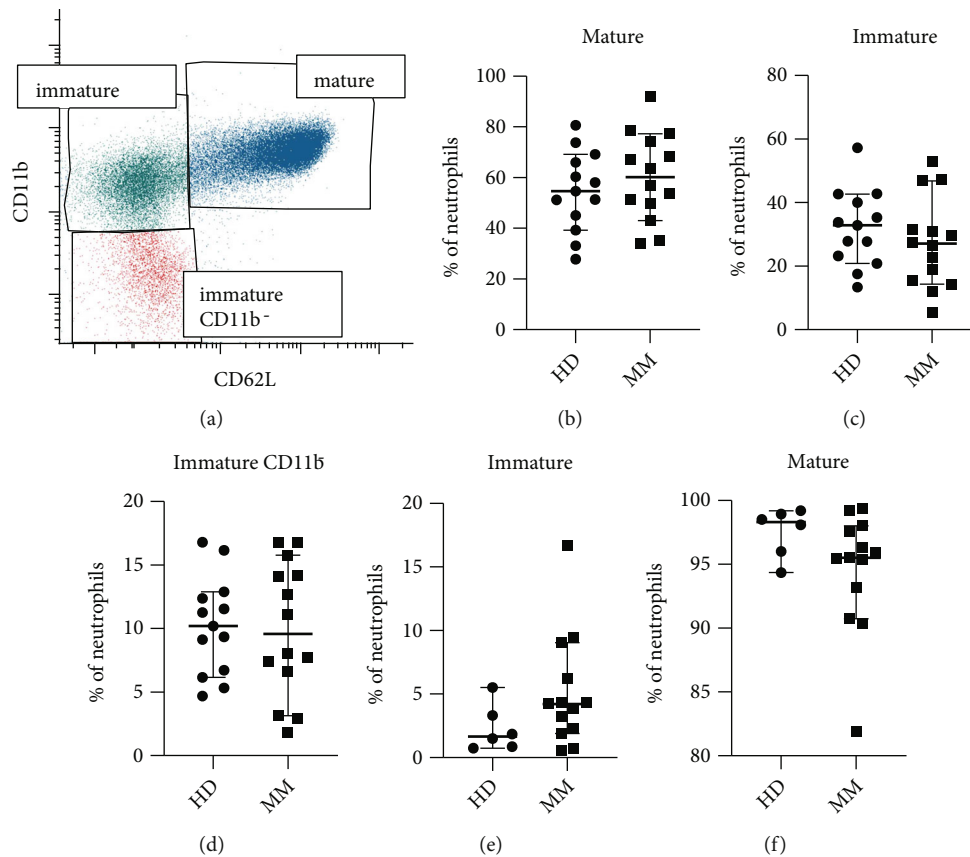 immature
mature
immature
CD11b-
CD11b
CD62L
(a)
Mature
% of neutrophils
100
80
60
40
20
0
HD
MM
(b)
Immature
% of neutrophils
80
60
40
20
0
HD
MM
(c)
Immature CD11b
% of neutrophils
20
15
10
5
0
HD
MM
(d)
Immature
% of neutrophils
20
15
10
5
0
HD
MM
(e)
Mature
% of neutrophils
100
95
90
85
80
HD
MM
(f)